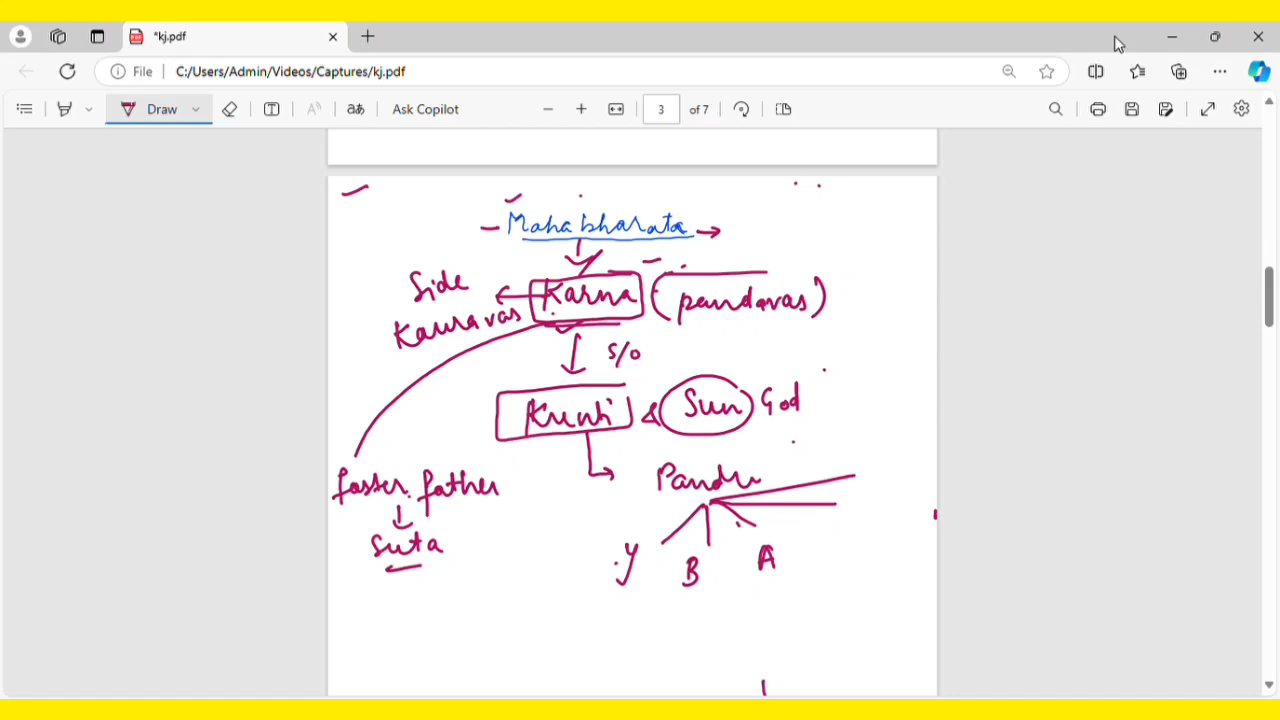 *kj.pdf
File C:/Users/Admin/Videos/Captures/kj.pdf
Draw Ask Copilot 3 of 7
Mahabharata
Side Karna (pandavas)
Kauravas
S/o
Kunti & Sun God
foster father Pandu
Suta
Y B A